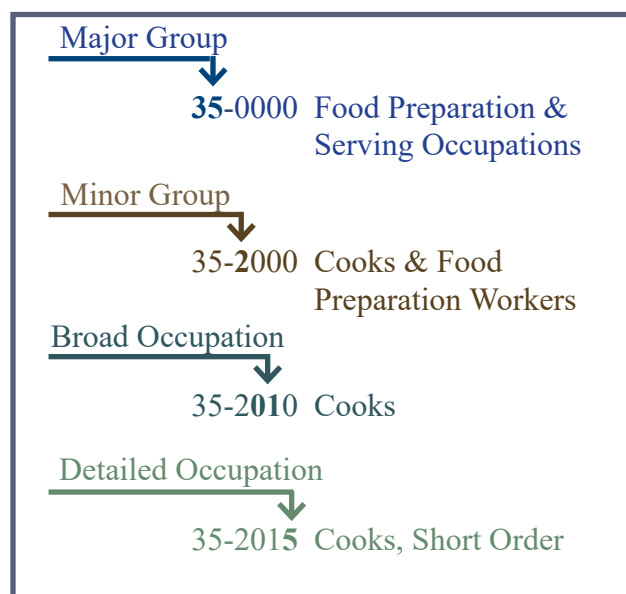 Major Group
35-0000 Food Preparation &
Serving Occupations
Minor Group
35-2000 Cooks & Food
Preparation Workers
Broad Occupation
35-2010 Cooks
Detailed Occupation
35-2015 Cooks, Short Order